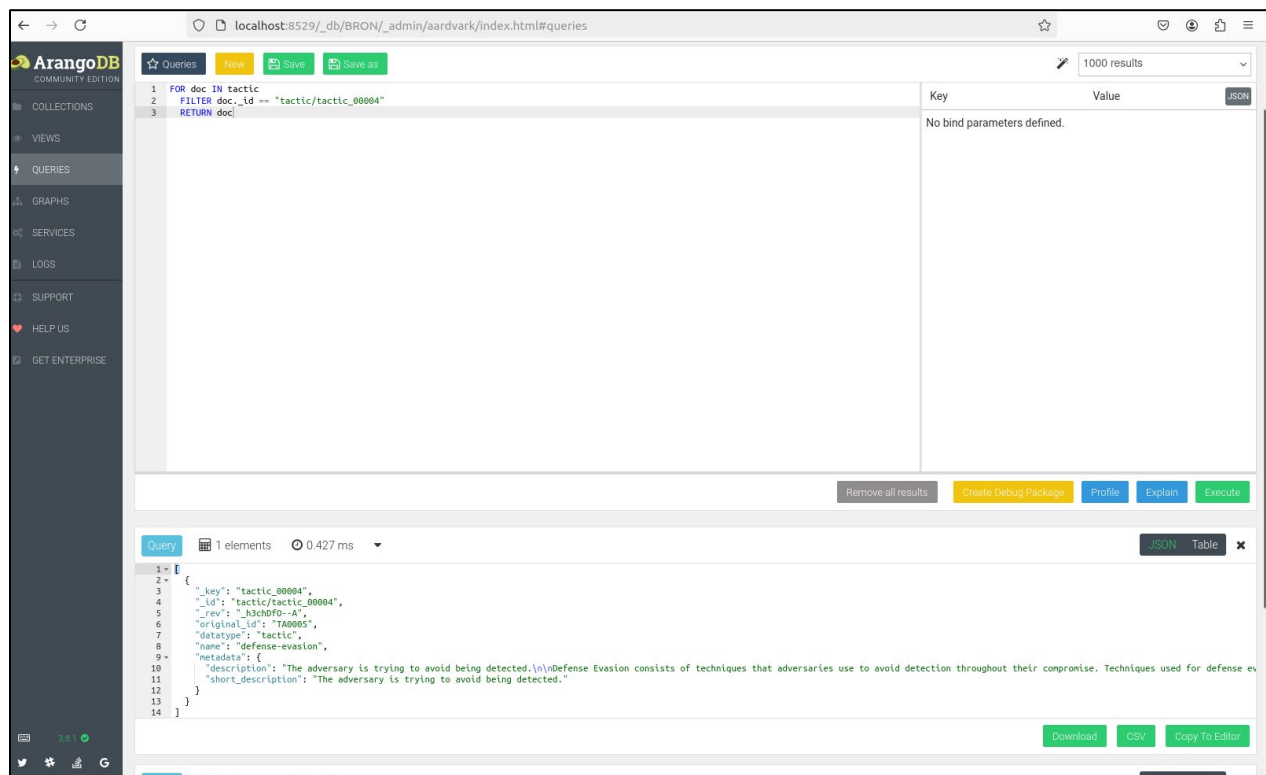 localhost:8529/_db/BRON/_admin/aardvark/index.html#queries
ArangoDB
COMMUNITY EDITION
COLLECTIONS
VIEWS
QUERIES
GRAPHS
SERVICES
LOGS
SUPPORT
HELP US
GET ENTERPRISE
3.8.1
Queries New Save Save as
1000 results
1 FOR doc IN tactic
2 FILTER doc._id == "tactic/tactic_00004"
3 RETURN doc
Key Value JSON
No bind parameters defined.
Remove all results Create Debug Package Profile Explain Execute
Query 1 elements 0.427 ms JSON Table
1 [
2 {
3 "_key": "tactic_00004",
4 "_id": "tactic/tactic_00004",
5 "_rev": "_h3chDfO--A",
6 "original_id": "TA0005",
7 "datatype": "tactic",
8 "name": "defense-evasion",
9 "metadata": {
10 "description": "The adversary is trying to avoid being detected.\n\nDefense Evasion consists of techniques that adversaries use to avoid detection throughout their compromise. Techniques used for defense ev
11 "short_description": "The adversary is trying to avoid being detected."
12 }
13 }
14 ]
Download CSV Copy To Editor